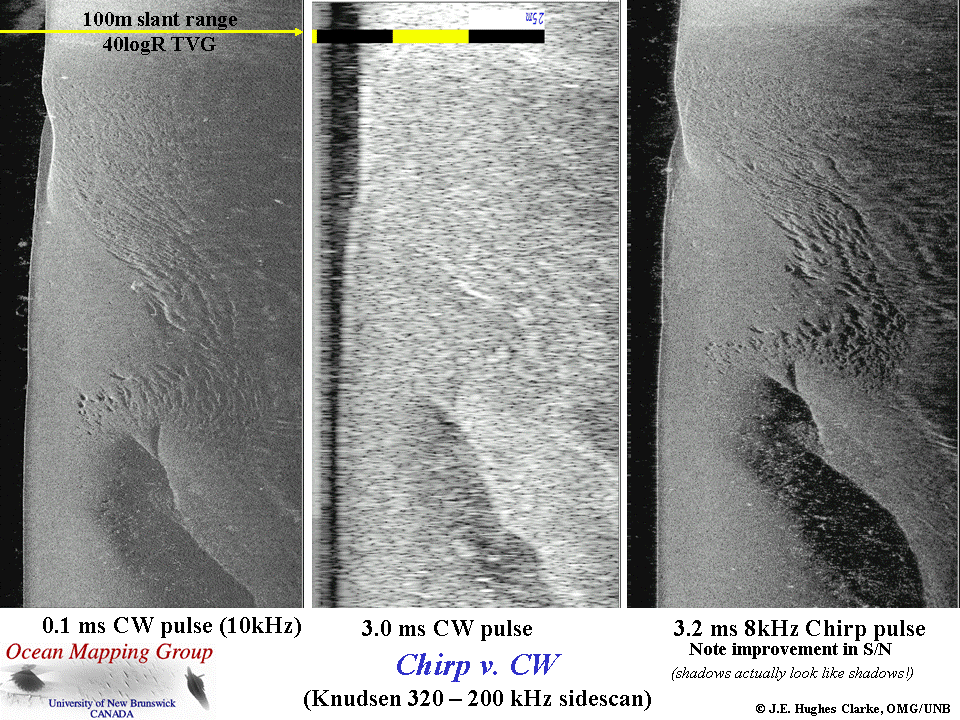 100m slant range
40logR TVG
25m
0.1 ms CW pulse (10kHz)
3.0 ms CW pulse
3.2 ms 8kHz Chirp pulse
Note improvement in S/N
(shadows actually look like shadows!)
Ocean Mapping Group
University of New Brunswick
CANADA
Chirp v. CW
(Knudsen 320 – 200 kHz sidescan)
© J.E. Hughes Clarke, OMG/UNB